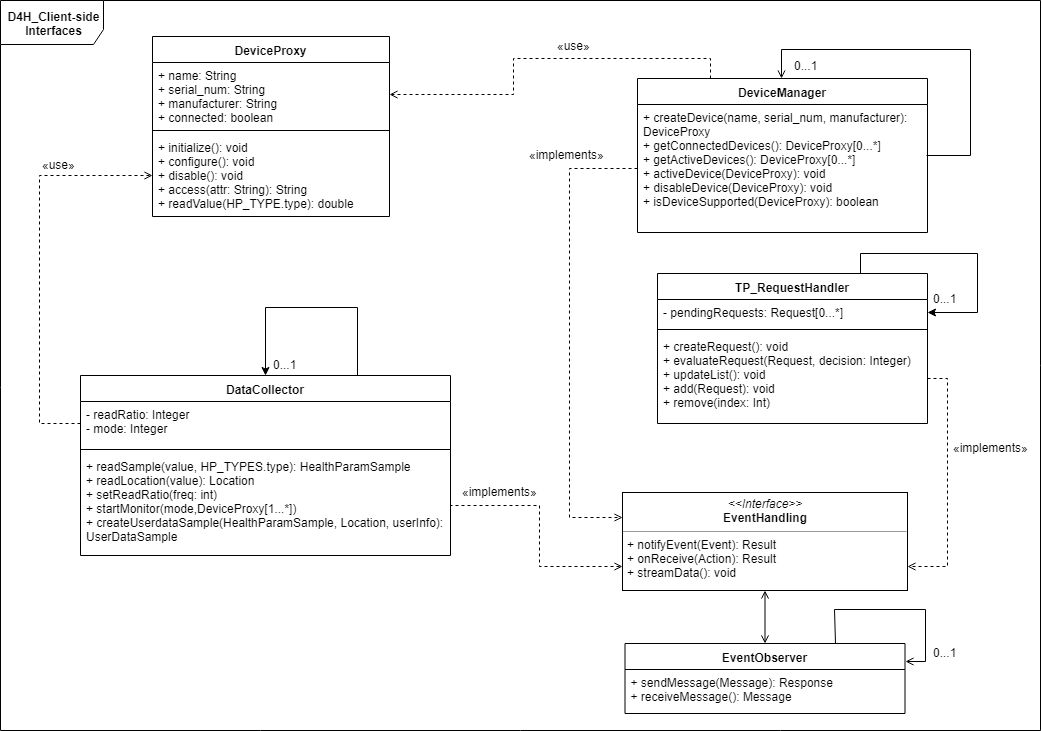 D4H_Client-side
Interfaces
DeviceProxy
+ name: String
+ serial_num: String
+ manufacturer: String
+ connected: boolean
+ initialize(): void
+ configure(): void
+ disable(): void
+ access(attr: String): String
+ readValue(HP_TYPE.type): double
«use»
«use»
0...1
DeviceManager
+ createDevice(name, serial_num, manufacturer):
DeviceProxy
+ getConnectedDevices(): DeviceProxy[0...*]
+ getActiveDevices(): DeviceProxy[0...*]
+ activeDevice(DeviceProxy): void
+ disableDevice(DeviceProxy): void
+ isDeviceSupported(DeviceProxy): boolean
«implements»
TP_RequestHandler
- pendingRequests: Request[0...*]
+ createRequest(): void
+ evaluateRequest(Request, decision: Integer)
+ updateList(): void
+ add(Request): void
+ remove(index: Int)
0...1
«implements»
0...1
DataCollector
- readRatio: Integer
- mode: Integer
+ readSample(value, HP_TYPES.type): HealthParamSample
+ readLocation(value): Location
+ setReadRatio(freq: int)
+ startMonitor(mode,DeviceProxy[1...*])
+ createUserdataSample(HealthParamSample, Location, userInfo):
UserDataSample
«implements»
<<Interface>>
EventHandling
+ notifyEvent(Event): Result
+ onReceive(Action): Result
+ streamData(): void
EventObserver
+ sendMessage(Message): Response
+ receiveMessage(): Message
0...1